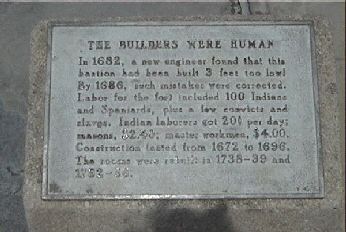 THE BUILDERS WERE HUMAN
In 1682, a new engineer found that this
bastion had been built 3 feet too low!
By 1686, such mistakes were corrected.
Labor for the fort included 100 Indians
and Spaniards, plus a few convicts and
slaves. Indian laborers got 20¢ per day;
masons, $2.40; master workmen, $4.00.
Construction lasted from 1672 to 1696.
The rooms were rebuilt in 1738-39 and
1752-56.